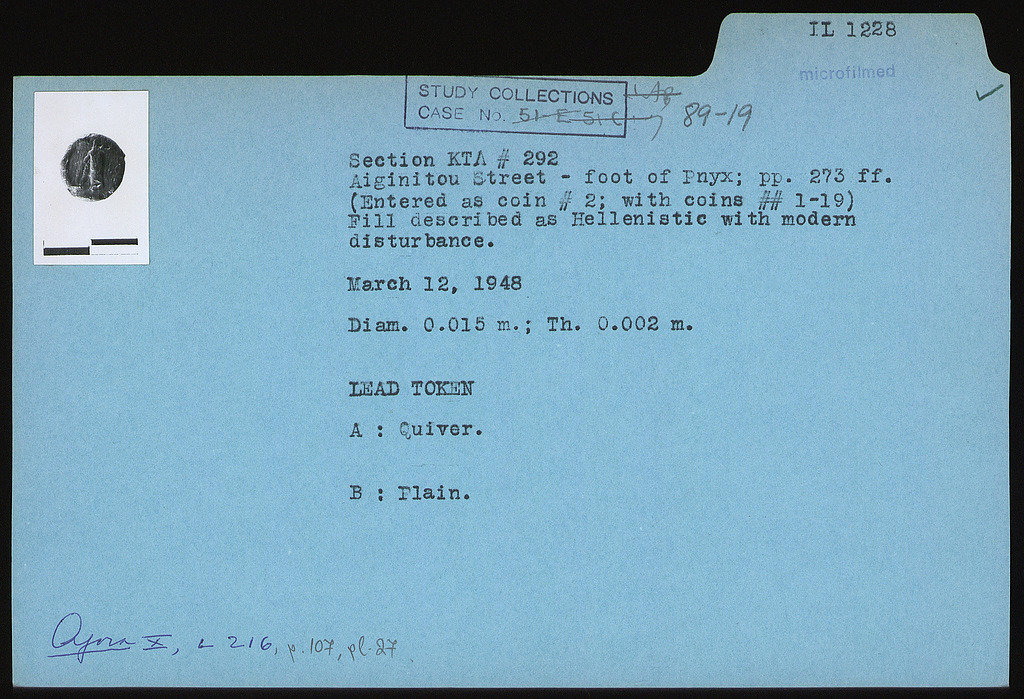 IL 1228
microfilmed
STUDY COLLECTIONS
CASE No. 51-E-51 89-19
Section KTΛ # 292
Aiginitou Street - foot of Pnyx; pp. 273 ff.
(Entered as coin # 2; with coins ## 1-19)
Fill described as Hellenistic with modern
disturbance.
March 12, 1948
Diam. 0.015 m.; Th. 0.002 m.
LEAD TOKEN
A : Quiver.
B : Plain.
Agora X, L 216, p. 107, pl. 27